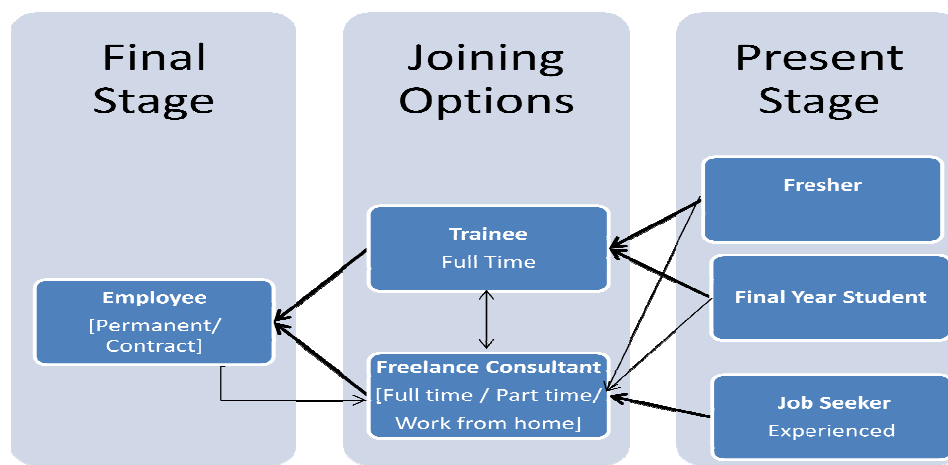 Final
Stage
Employee
[Permanent/
Contract]
Joining
Options
Trainee
Full Time
Freelance Consultant
[Full time / Part time/
Work from home]
Present
Stage
Fresher
Final Year Student
Job Seeker
Experienced